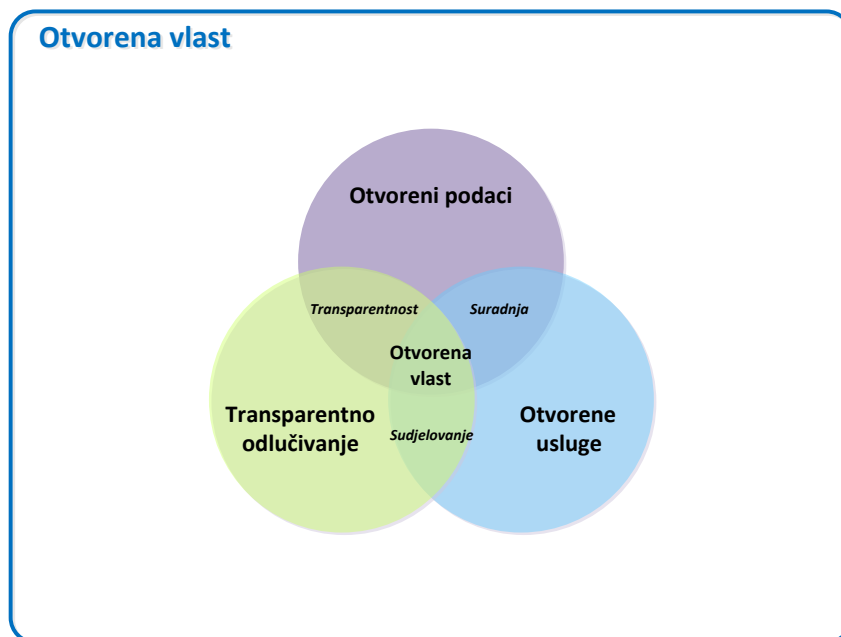 Otvorena vlast
Otvoreni podaci
Transparentnost
Suradnja
Otvorena
vlast
Transparentno
odlučivanje
Otvorene
usluge
Sudjelovanje